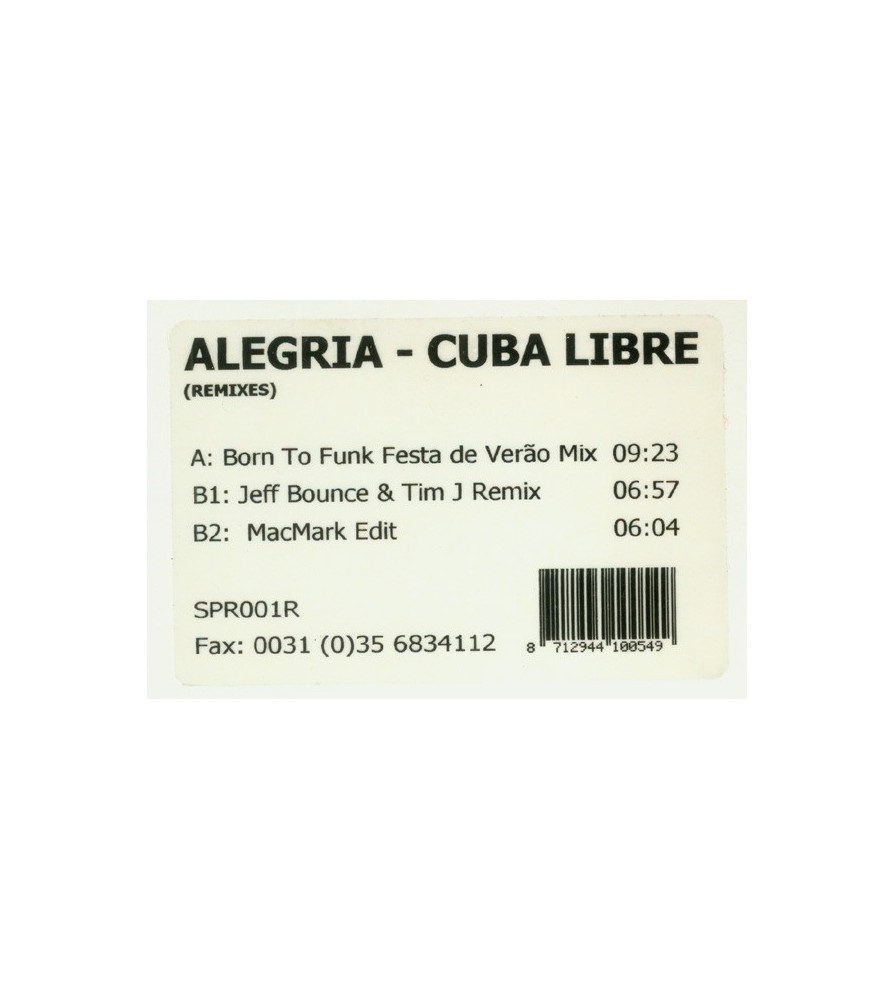 ALEGRIA - CUBA LIBRE
(REMIXES)
A: Born To Funk Festa de Verão Mix 09:23
B1: Jeff Bounce & Tim J Remix 06:57
B2: MacMark Edit 06:04
SPR001R
Fax: 0031 (0)35 6834112
8 712944 100549